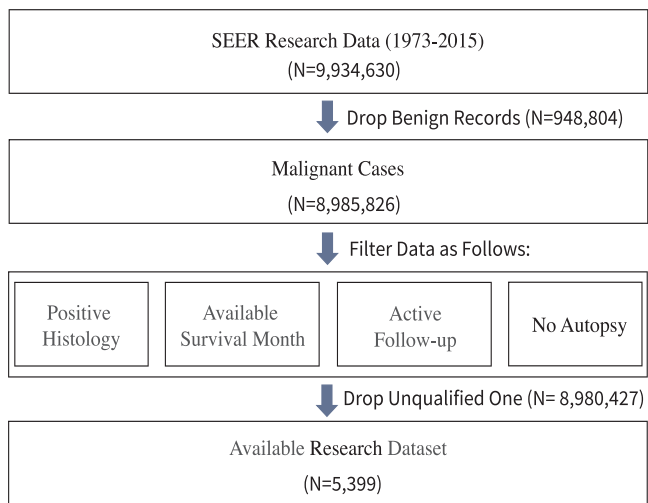 SEER Research Data (1973-2015)
(N=9,934,630)
Drop Benign Records (N=948,804)
Malignant Cases
(N=8,985,826)
Filter Data as Follows:
Positive
Histology
Available
Survival Month
Active
Follow-up
No Autopsy
Drop Unqualified One (N= 8,980,427)
Available Research Dataset
(N=5,399)